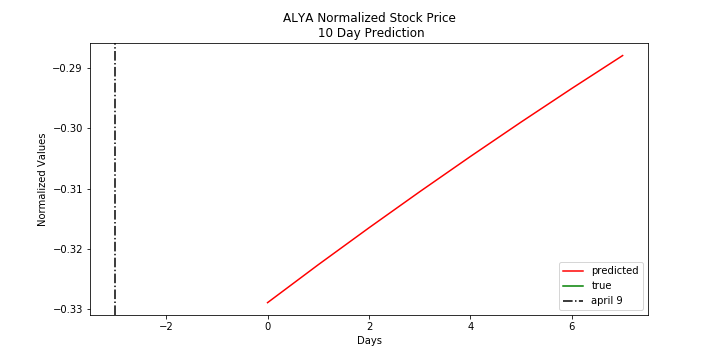 ALYA Normalized Stock Price
10 Day Prediction
Normalized Values
−0.29
−0.30
−0.31
−0.32
−0.33
−2
0
2
4
6
Days
predicted
true
april 9